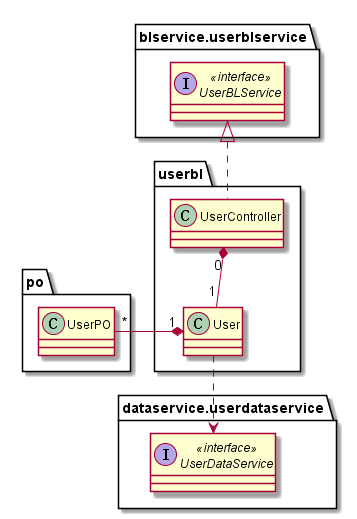 blservice.userblservice
I
«interface»
UserBLService
userbl
C UserController
0
1
po
C UserPO
*
1
C User
dataservice.userdataservice
I
«interface»
UserDataService